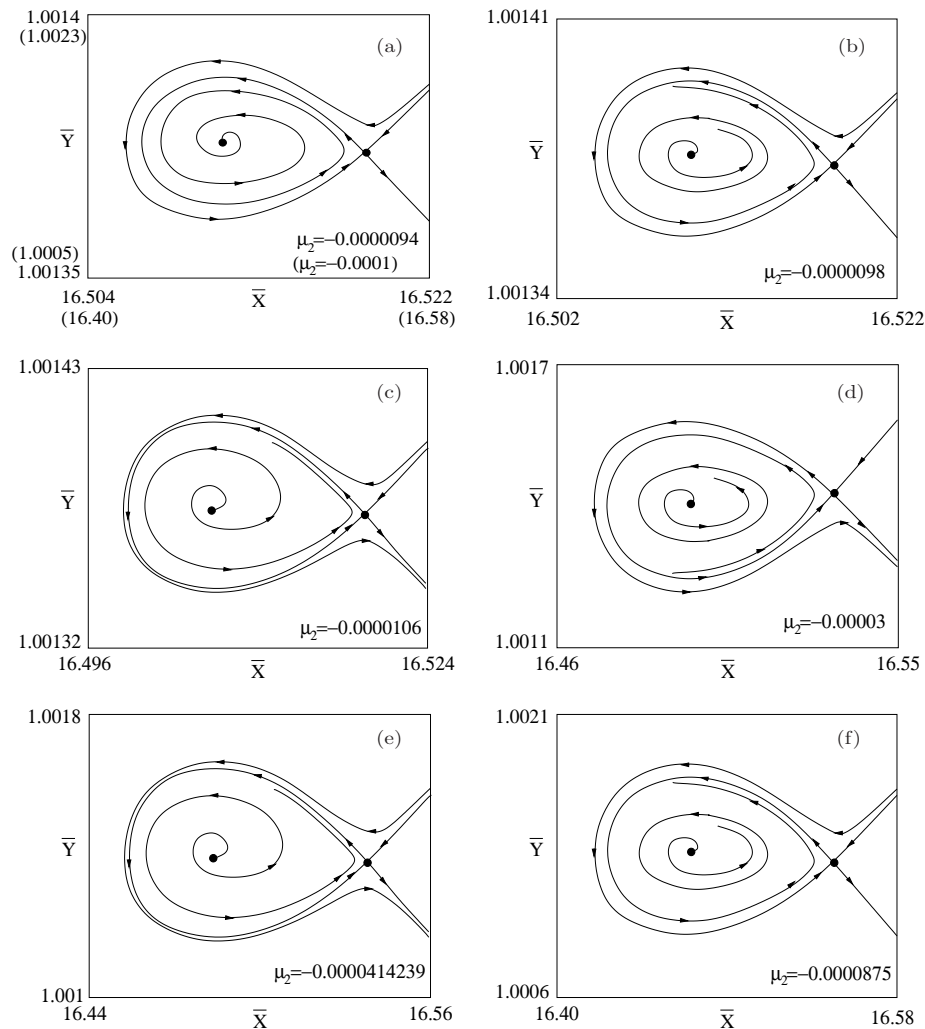 1.0014
(1.0023)
(a)
Y̅
(1.0005)
1.00135
μ₂=−0.0000094
(μ₂=−0.0001)
16.504
(16.40)
X̅
16.522
(16.58)
1.00141
(b)
Y̅
1.00134
μ₂=−0.0000098
16.502
X̅
16.522
1.00143
(c)
Y̅
1.00132
μ₂=−0.0000106
16.496
X̅
16.524
1.0017
(d)
Y̅
1.0011
μ₂=−0.00003
16.46
X̅
16.55
1.0018
(e)
Y̅
1.001
μ₂=−0.0000414239
16.44
X̅
16.56
1.0021
(f)
Y̅
1.0006
μ₂=−0.0000875
16.40
X̅
16.58